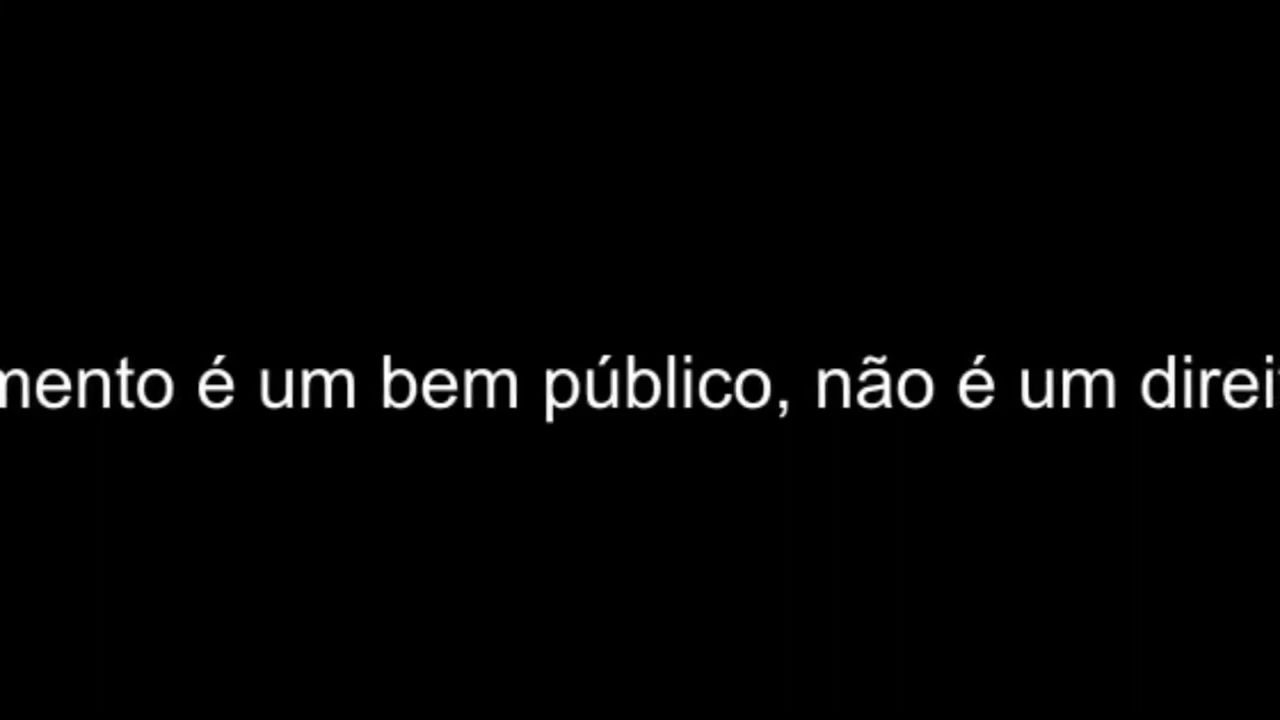 mento é um bem público, não é um direi